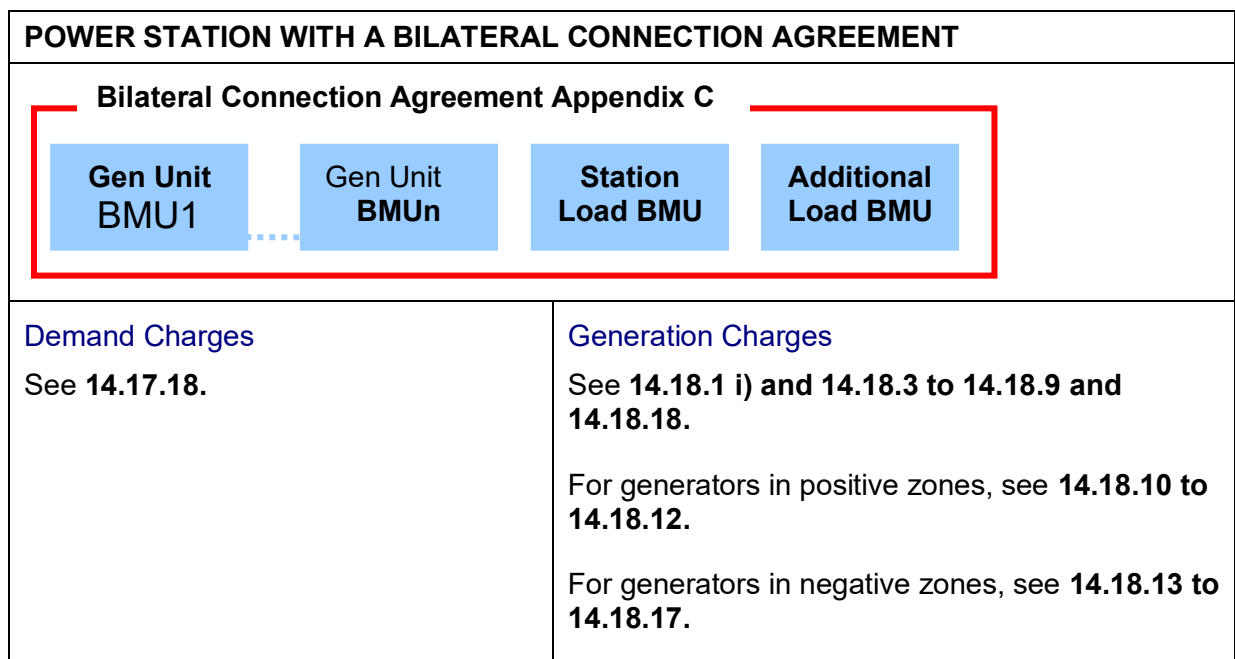 POWER STATION WITH A BILATERAL CONNECTION AGREEMENT
Bilateral Connection Agreement Appendix C
Gen Unit
BMU1
Gen Unit
BMUn
Station
Load BMU
Additional
Load BMU
Demand Charges
See 14.17.18.
Generation Charges
See 14.18.1 i) and 14.18.3 to 14.18.9 and
14.18.18.
For generators in positive zones, see 14.18.10 to
14.18.12.
For generators in negative zones, see 14.18.13 to
14.18.17.